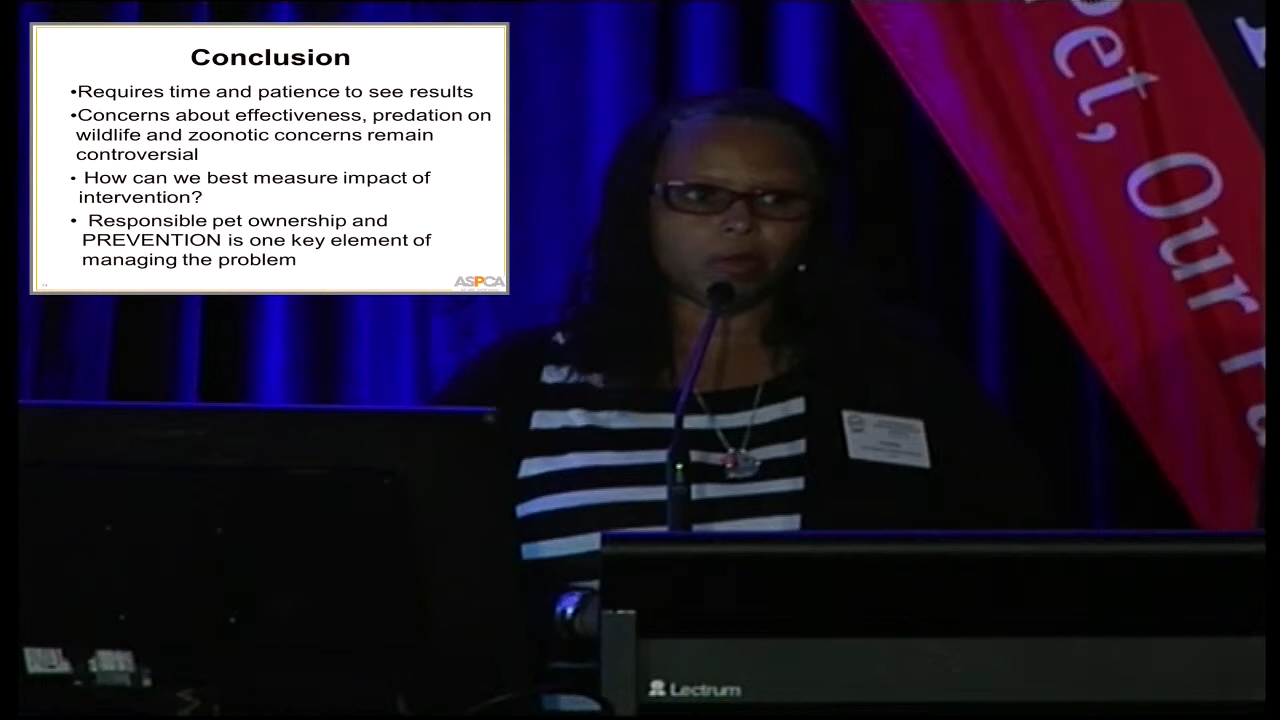 Conclusion
•Requires time and patience to see results
•Concerns about effectiveness, predation on
wildlife and zoonotic concerns remain
controversial
• How can we best measure impact of
intervention?
• Responsible pet ownership and
PREVENTION is one key element of
managing the problem
ASPCA
pet, Our
Lectrum